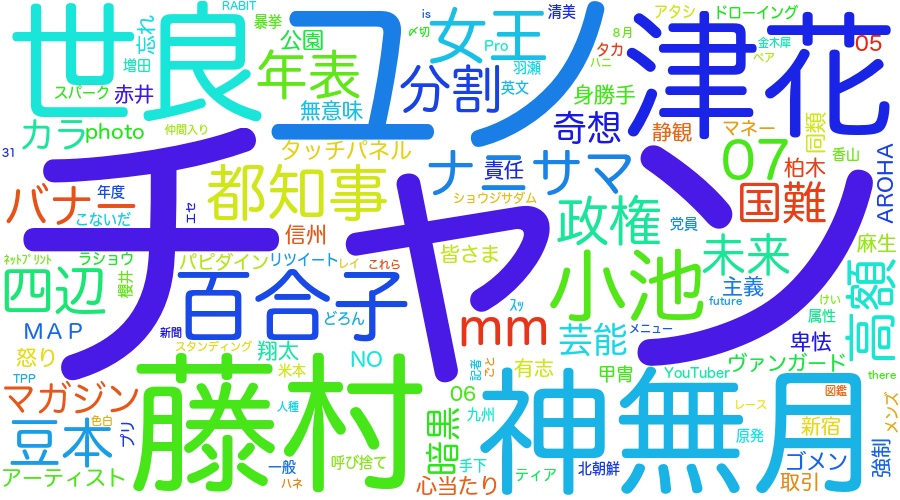 RABIT
is
清美
アタシ
ドローイング
世良
ユノ
女王
津花
忘れ
暴挙
公園
〆切
8月
05
増田
Pro
タカ
金木犀
ペア
年表
分割
羽瀬
ハニ
スパーク
赤井
英文
身勝手
無意味
カラ
photo
仲間入り
奇想
静観
マネー
同類
タッチパネル
31
チャン
ナニサマ
責任
07
柏木
香山
AROHA
バナー
年度
都知事
ショウジサダム
国難
こないだ
エセ
政権
党員
信州
皆さま
未来
麻生
ﾈｯﾄﾌﾟﾘﾝﾄ
ラショウ
パピダイン
リツイート
レイ
これら
四辺
櫻井
百合子
小池
主義
高額
future
ｽｯ
けい
属性
MAP
新聞
どろん
mm
芸能
メニュー
卑怯
怒り
スタンディング
翔太
NO
記者
マコ
有志
ヴァンガード
TPP
米本
甲冑
YouTuber
there
マガジン
藤村
神無月
06
図鑑
メンズ
人種
レース
色白
豆本
プリ
暗黒
九州
新宿
原発
強制
アーティスト
一般
呼び捨て
手下
ティア
北朝鮮
ゴメン
ハネ
心当たり
取引